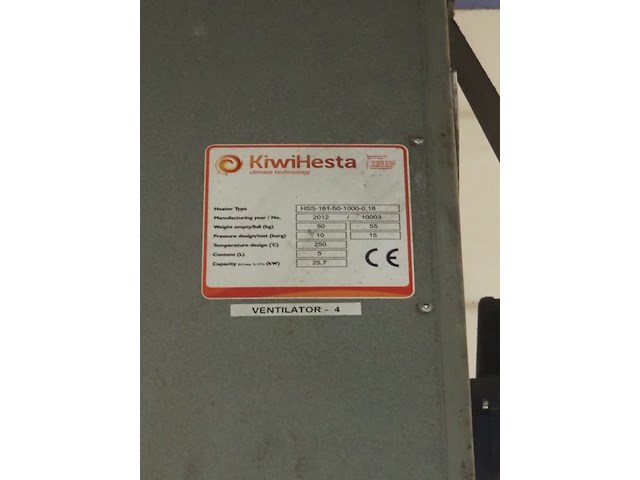 KiwiHesta
climate technology
Heater Type HSS-181-50-1000-0,18
Manufacturing year / No. 2012 / 10003
Weight empty/full (kg) 50 55
Pressure design/test (barg) 10 15
Temperature design (°C) 250
Content (L) 5
Capacity (kW) 25,7
CE
VENTILATOR - 4